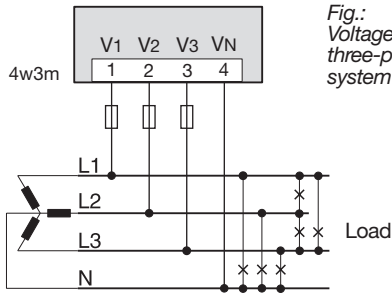 Fig.:
Voltage
three-p
system
V1 V2 V3 VN
4w3m
1 2 3 4
L1
L2
Load
L3
N